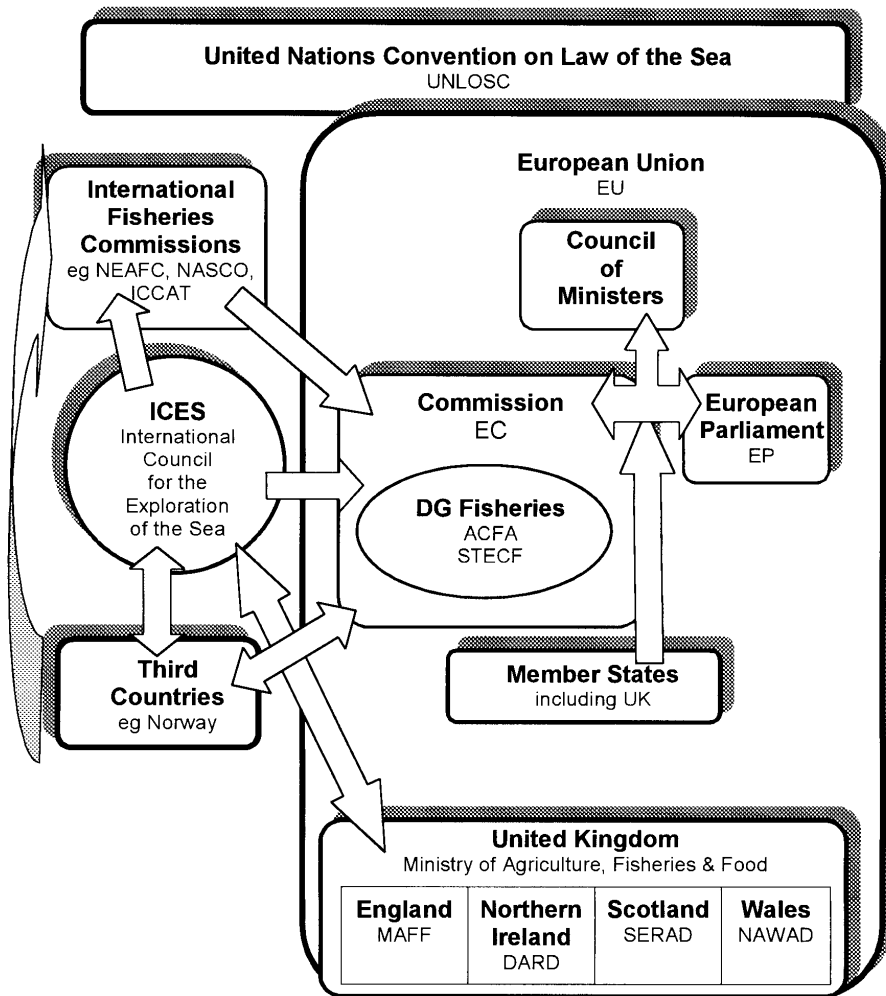 United Nations Convention on Law of the Sea
UNLOSC
European Union
EU
International
Fisheries
Commissions
eg NEAFC, NASCO,
ICCAT
Council
of
Ministers
ICES
International
Council
for the
Exploration
of the Sea
Commission
EC
European
Parliament
EP
DG Fisheries
ACFA
STECF
Third
Countries
eg Norway
Member States
including UK
United Kingdom
Ministry of Agriculture, Fisheries & Food
England
MAFF
Northern
Ireland
DARD
Scotland
SERAD
Wales
NAWAD